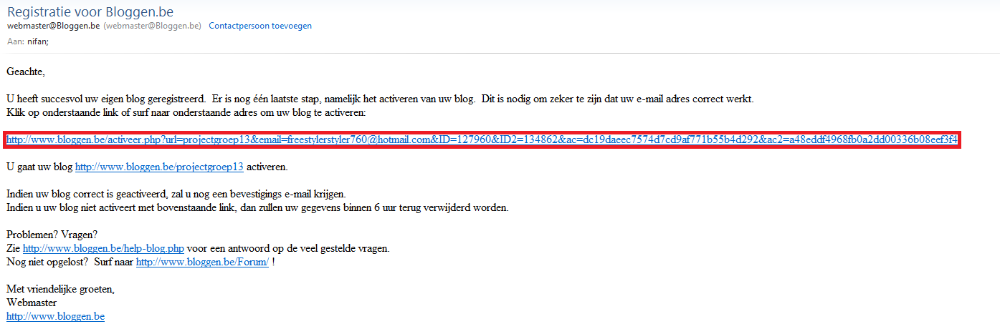 Registratie voor Bloggen.be
webmaster@Bloggen.be (webmaster@Bloggen.be) Contactpersoon toevoegen
Aan: nifan;
Geachte,
U heeft succesvol uw eigen blog geregistreerd.  Er is nog één laatste stap, namelijk het activeren van uw blog.  Dit is nodig om zeker te zijn dat uw e-mail adres correct werkt.
Klik op onderstaande link of surf naar onderstaande adres om uw blog te activeren:
http://www.bloggen.be/activeer.php?url=projectgroep13&email=freestylerstyler760@hotmail.com&ID=127960&ID2=134862&ac=dc19daeec7574d7cd9af771b55b4d292&ac2=a48eddf4968fb0a2dd00336b08eef3f4
U gaat uw blog http://www.bloggen.be/projectgroep13 activeren.
Indien uw blog correct is geactiveerd, zal u nog een bevestigings e-mail krijgen.
Indien u uw blog niet activeert met bovenstaande link, dan zullen uw gegevens binnen 6 uur terug verwijderd worden.
Problemen? Vragen?
Zie http://www.bloggen.be/help-blog.php voor een antwoord op de veel gestelde vragen.
Nog niet opgelost?  Surf naar http://www.bloggen.be/Forum/ !
Met vriendelijke groeten,
Webmaster
http://www.bloggen.be